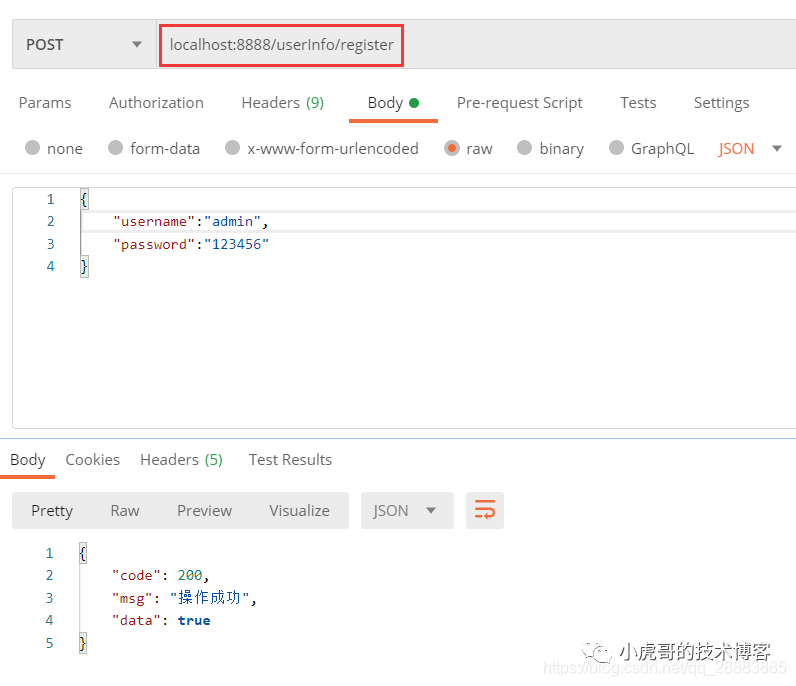 POST localhost:8888/userInfo/register
Params Authorization Headers (9) Body Pre-request Script Tests Settings
none form-data x-www-form-urlencoded raw binary GraphQL JSON
1 {
2 "username":"admin",
3 "password":"123456"
4 }
Body Cookies Headers (5) Test Results
Pretty Raw Preview Visualize JSON
1 {
2 "code": 200,
3 "msg": "操作成功",
4 "data": true
5 }
小虎哥的技术博客
https://blog.csdn.net/qq_28883885